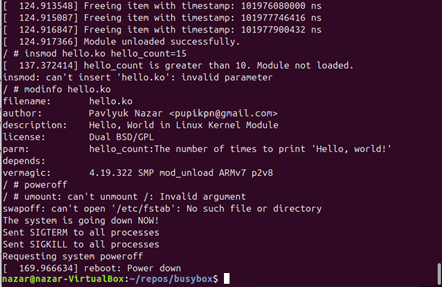 [  124.913548] Freeing item with timestamp: 101976080000 ns
[  124.915087] Freeing item with timestamp: 101977746416 ns
[  124.916847] Freeing item with timestamp: 101977900432 ns
[  124.917366] Module unloaded successfully.
/ # insmod hello.ko hello_count=15
[  137.372414] hello_count is greater than 10. Module not loaded.
insmod: can't insert 'hello.ko': invalid parameter
/ # modinfo hello.ko
filename:       hello.ko
author:         Pavlyuk Nazar <pupikpn@gmail.com>
description:    Hello, World in Linux Kernel Module
license:        Dual BSD/GPL
parm:           hello_count:The number of times to print 'Hello, world!'
depends:
vermagic:       4.19.322 SMP mod_unload ARMv7 p2v8
/ # poweroff
/ # umount: can't unmount /: Invalid argument
swapoff: can't open '/etc/fstab': No such file or directory
The system is going down NOW!
Sent SIGTERM to all processes
Sent SIGKILL to all processes
Requesting system poweroff
[  169.966634] reboot: Power down
nazar@nazar-VirtualBox:~/repos/busybox$